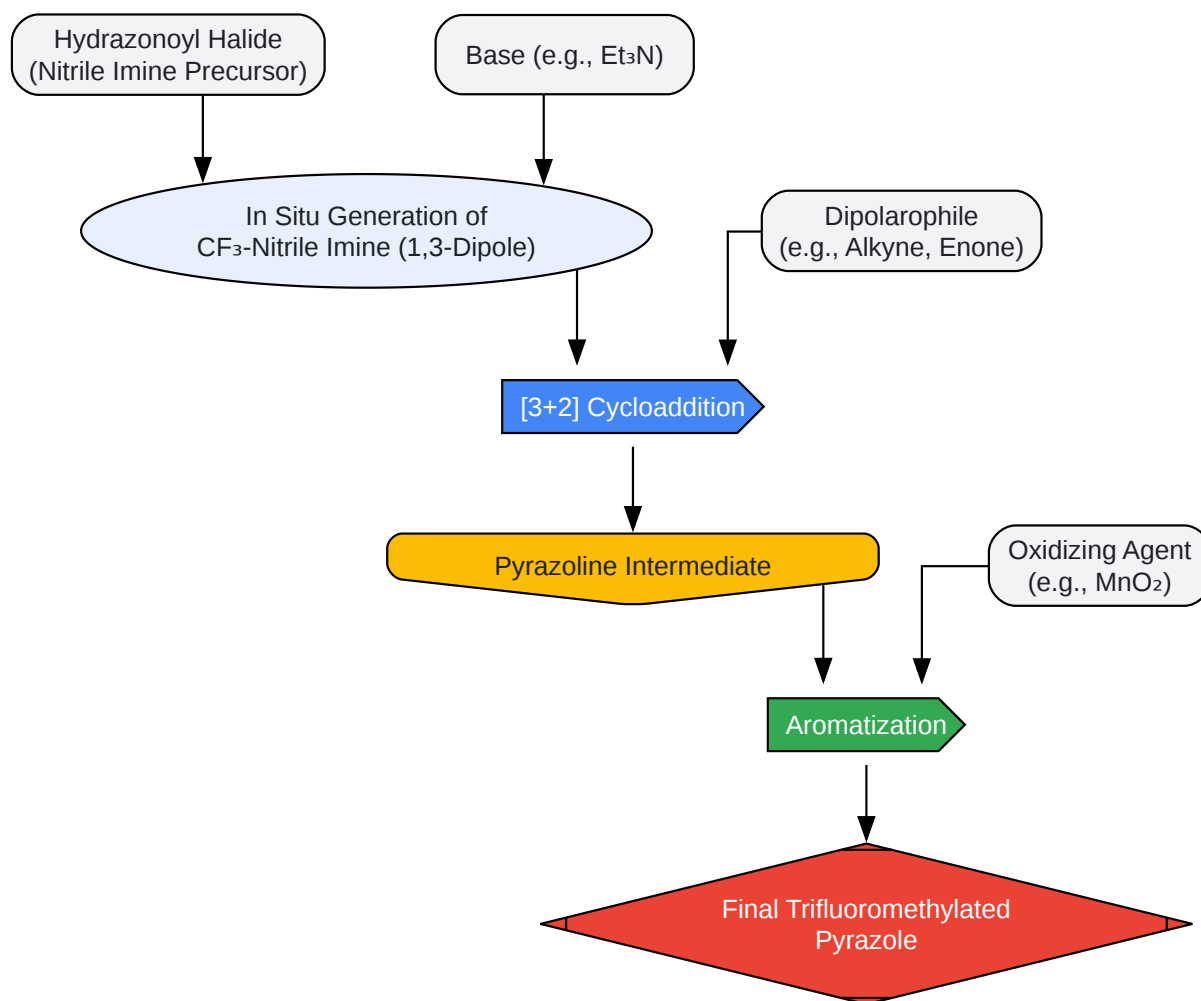 Hydrazonoyl Halide
(Nitrile Imine Precursor)
Base (e.g., Et₃N)
In Situ Generation of
CF₃-Nitrile Imine (1,3-Dipole)
Dipolarophile
(e.g., Alkyne, Enone)
[3+2] Cycloaddition
Pyrazoline Intermediate
Oxidizing Agent
(e.g., MnO₂)
Aromatization
Final Trifluoromethylated
Pyrazole